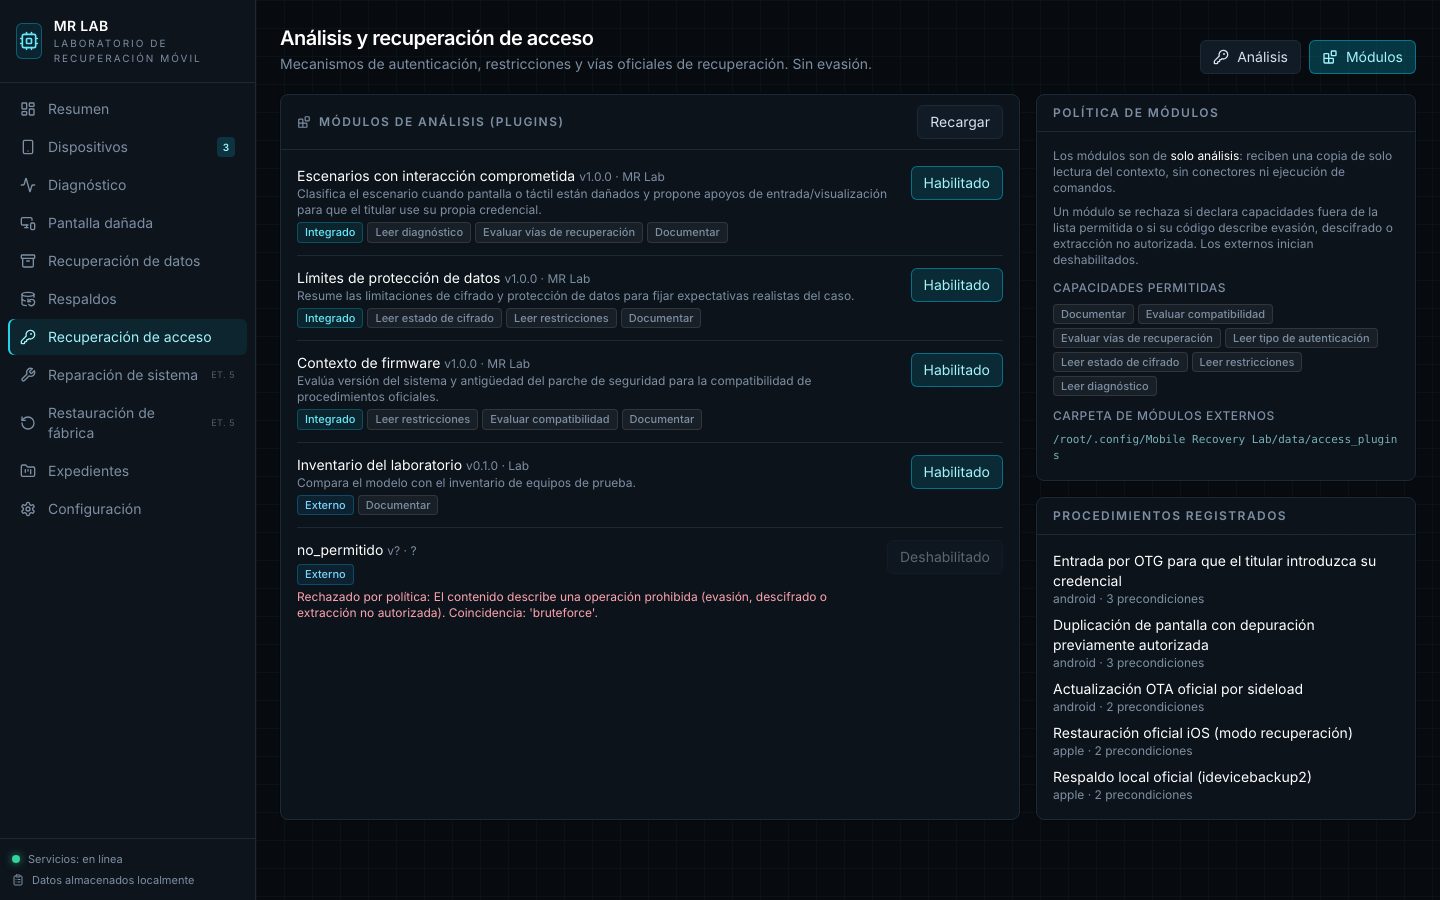 MR LAB
LABORATORIO DE
RECUPERACIÓN MÓVIL
Resumen
Dispositivos 3
Diagnóstico
Pantalla dañada
Recuperación de datos
Respaldos
Recuperación de acceso
Reparación de sistema ET. 5
Restauración de
fábrica ET. 5
Expedientes
Configuración
Servicios: en línea
Datos almacenados localmente
Análisis y recuperación de acceso
Mecanismos de autenticación, restricciones y vías oficiales de recuperación. Sin evasión.
Análisis
Módulos
MÓDULOS DE ANÁLISIS (PLUGINS)
Recargar
Escenarios con interacción comprometida v1.0.0 · MR Lab
Clasifica el escenario cuando pantalla o táctil están dañados y propone apoyos de entrada/visualización
para que el titular use su propia credencial.
Integrado Leer diagnóstico Evaluar vías de recuperación Documentar
Habilitado
Límites de protección de datos v1.0.0 · MR Lab
Resume las limitaciones de cifrado y protección de datos para fijar expectativas realistas del caso.
Integrado Leer estado de cifrado Leer restricciones Documentar
Habilitado
Contexto de firmware v1.0.0 · MR Lab
Evalúa versión del sistema y antigüedad del parche de seguridad para la compatibilidad de
procedimientos oficiales.
Integrado Leer restricciones Evaluar compatibilidad Documentar
Habilitado
Inventario del laboratorio v0.1.0 · Lab
Compara el modelo con el inventario de equipos de prueba.
Externo Documentar
Habilitado
no_permitido v? · ?
Externo
Rechazado por política: El contenido describe una operación prohibida (evasión, descifrado o
extracción no autorizada). Coincidencia: 'bruteforce'.
Deshabilitado
POLÍTICA DE MÓDULOS
Los módulos son de solo análisis: reciben una copia de solo
lectura del contexto, sin conectores ni ejecución de
comandos.
Un módulo se rechaza si declara capacidades fuera de la
lista permitida o si su código describe evasión, descifrado o
extracción no autorizada. Los externos inician
deshabilitados.
CAPACIDADES PERMITIDAS
Documentar Evaluar compatibilidad
Evaluar vías de recuperación Leer tipo de autenticación
Leer estado de cifrado Leer restricciones
Leer diagnóstico
CARPETA DE MÓDULOS EXTERNOS
/root/.config/Mobile Recovery Lab/data/access_plugin
s
PROCEDIMIENTOS REGISTRADOS
Entrada por OTG para que el titular introduzca su
credencial
android · 3 precondiciones
Duplicación de pantalla con depuración
previamente autorizada
android · 3 precondiciones
Actualización OTA oficial por sideload
android · 2 precondiciones
Restauración oficial iOS (modo recuperación)
apple · 2 precondiciones
Respaldo local oficial (idevicebackup2)
apple · 2 precondiciones